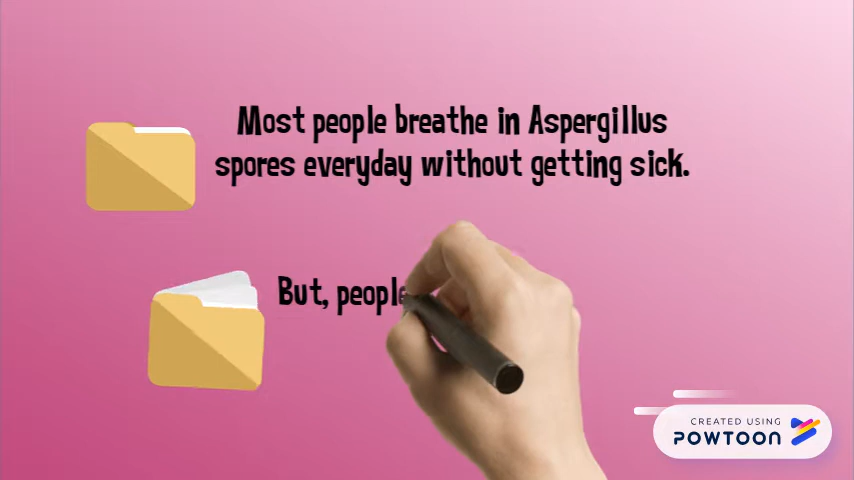 Most people breathe in Aspergillus
spores everyday without getting sick.
But, people
CREATED USING
POWTOON